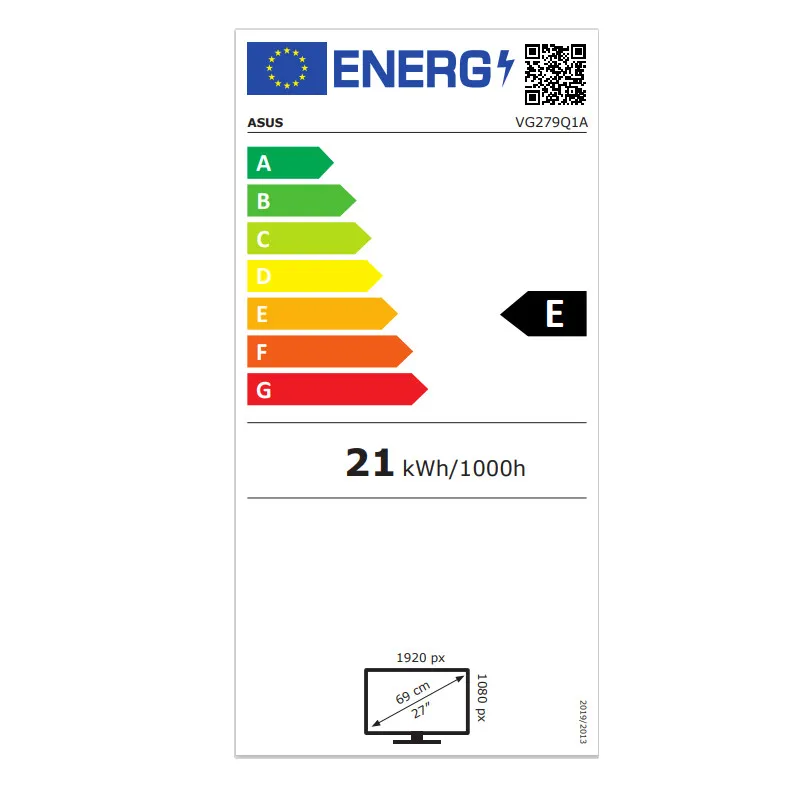 ENERG
ASUS
VG279Q1A
A
B
C
D
E
E
F
G
21 kWh/1000h
1920 px
1080 px
69 cm
27"
2019/2013